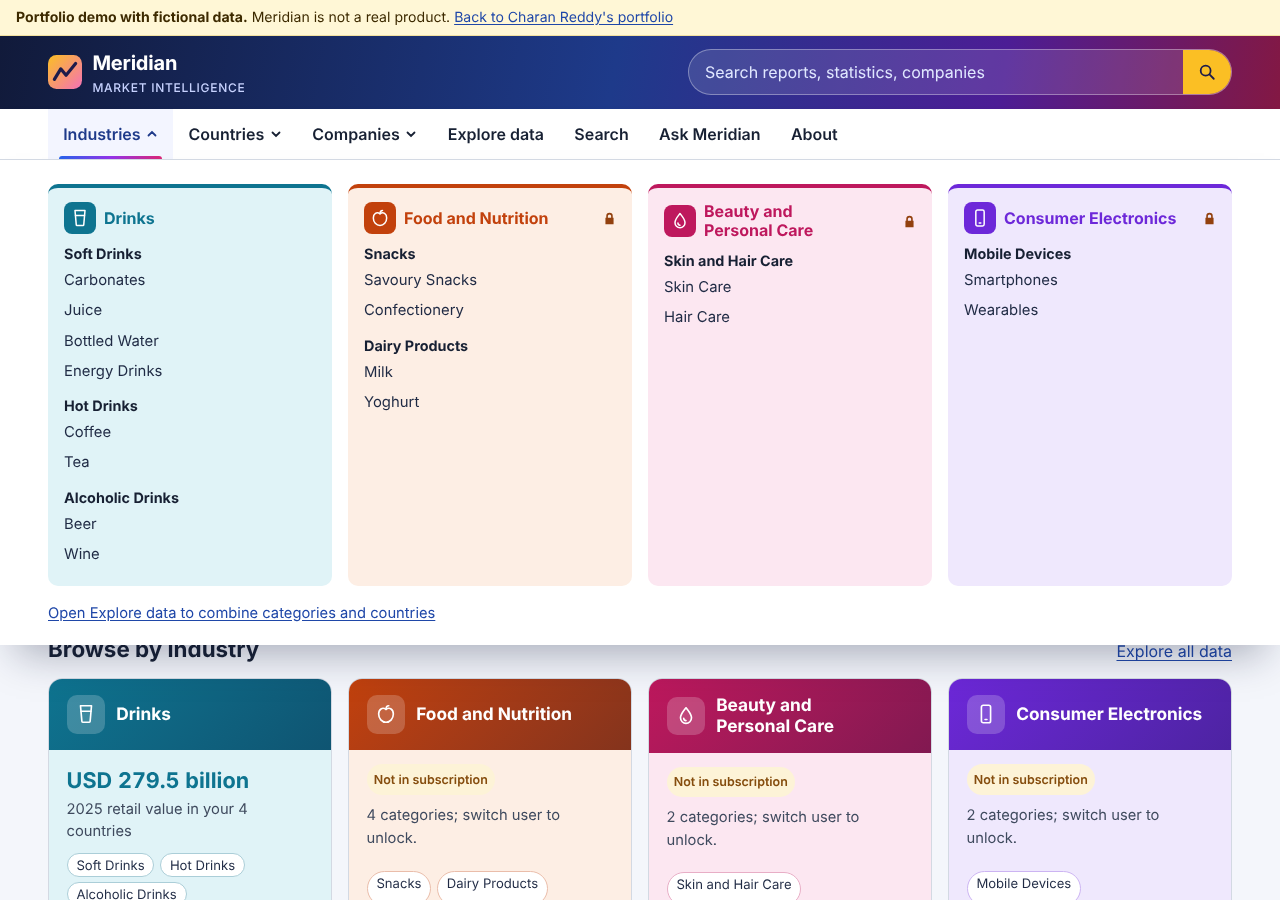 Portfolio demo with fictional data. Meridian is not a real product. Back to Charan Reddy's portfolio
Meridian
MARKET INTELLIGENCE
Search reports, statistics, companies
Industries
Countries
Companies
Explore data
Search
Ask Meridian
About
Drinks
Soft Drinks
Carbonates
Juice
Bottled Water
Energy Drinks
Hot Drinks
Coffee
Tea
Alcoholic Drinks
Beer
Wine
Food and Nutrition
Snacks
Savoury Snacks
Confectionery
Dairy Products
Milk
Yoghurt
Beauty and
Personal Care
Skin and Hair Care
Skin Care
Hair Care
Consumer Electronics
Mobile Devices
Smartphones
Wearables
Open Explore data to combine categories and countries
Browse by industry
Explore all data
Drinks
USD 279.5 billion
2025 retail value in your 4
countries
Soft Drinks
Hot Drinks
Alcoholic Drinks
Food and Nutrition
Not in subscription
4 categories; switch user to
unlock.
Snacks
Dairy Products
Beauty and
Personal Care
Not in subscription
2 categories; switch user to
unlock.
Skin and Hair Care
Consumer Electronics
Not in subscription
2 categories; switch user to
unlock.
Mobile Devices